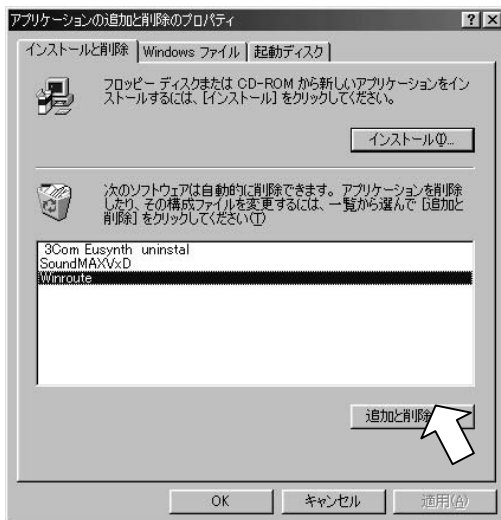 アプリケーションの追加と削除のプロパティ
? ×
インストールと削除 Windows ファイル 起動ディスク
フロッピー ディスクまたは CD-ROM から新しいアプリケーションをイン
ストールするには、[インストール] をクリックしてください。
インストール(I)...
次のソフトウェアは自動的に削除できます。アプリケーションを削除
したり、その構成ファイルを変更するには、一覧から選んで [追加と
削除] をクリックしてください(T)
3Com Eusynth uninstal
SoundMAXVxD
Winroute
追加と削除
OK キャンセル 適用(A)